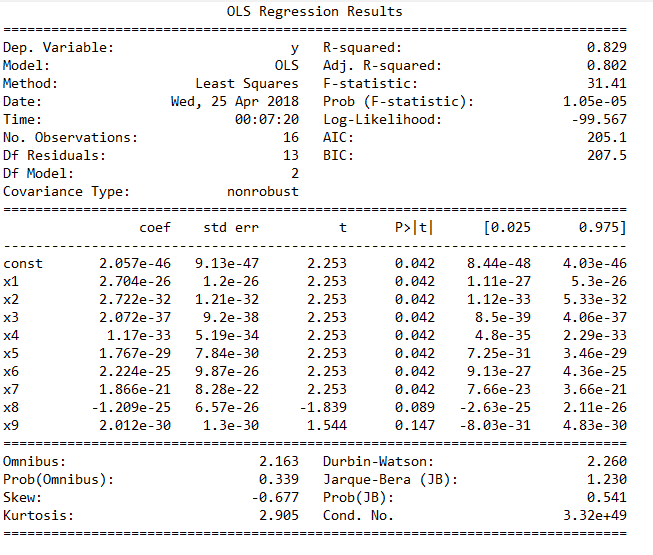 OLS Regression Results
==============================================================================
Dep. Variable: y R-squared: 0.829
Model: OLS Adj. R-squared: 0.802
Method: Least Squares F-statistic: 31.41
Date: Wed, 25 Apr 2018 Prob (F-statistic): 1.05e-05
Time: 00:07:20 Log-Likelihood: -99.567
No. Observations: 16 AIC: 205.1
Df Residuals: 13 BIC: 207.5
Df Model: 2
Covariance Type: nonrobust
==============================================================================
coef std err t P>|t| [0.025 0.975]
------------------------------------------------------------------------------
const 2.057e-46 9.13e-47 2.253 0.042 8.44e-48 4.03e-46
x1 2.704e-26 1.2e-26 2.253 0.042 1.11e-27 5.3e-26
x2 2.722e-32 1.21e-32 2.253 0.042 1.12e-33 5.33e-32
x3 2.072e-37 9.2e-38 2.253 0.042 8.5e-39 4.06e-37
x4 1.17e-33 5.19e-34 2.253 0.042 4.8e-35 2.29e-33
x5 1.767e-29 7.84e-30 2.253 0.042 7.25e-31 3.46e-29
x6 2.224e-25 9.87e-26 2.253 0.042 9.13e-27 4.36e-25
x7 1.866e-21 8.28e-22 2.253 0.042 7.66e-23 3.66e-21
x8 -1.209e-25 6.57e-26 -1.839 0.089 -2.63e-25 2.11e-26
x9 2.012e-30 1.3e-30 1.544 0.147 -8.03e-31 4.83e-30
==============================================================================
Omnibus: 2.163 Durbin-Watson: 2.260
Prob(Omnibus): 0.339 Jarque-Bera (JB): 1.230
Skew: -0.677 Prob(JB): 0.541
Kurtosis: 2.905 Cond. No. 3.32e+49
==============================================================================